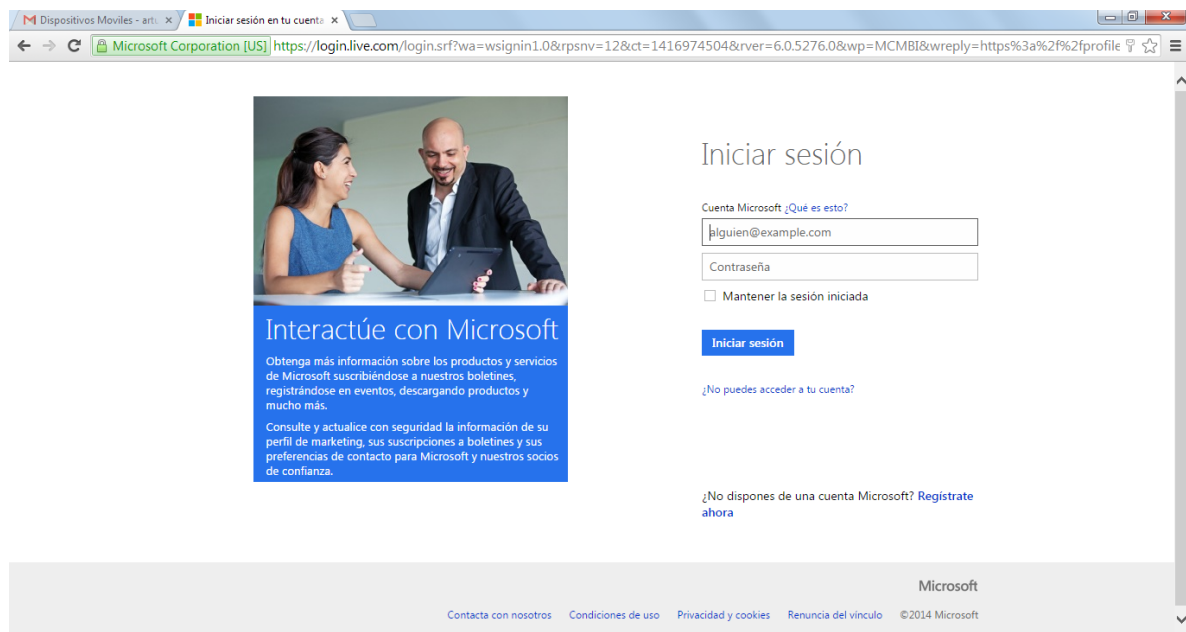 Dispositivos Moviles - artu
Iniciar sesión en tu cuenta
Microsoft Corporation [US] https://login.live.com/login.srf?wa=wsignin1.0&rpsnv=12&ct=1416974504&rver=6.0.5276.0&wp=MCMBI&wreply=https%3a%2f%2fprofile
Iniciar sesión
Cuenta Microsoft ¿Qué es esto?
alguien@example.com
Contraseña
Mantener la sesión iniciada
Iniciar sesión
¿No puedes acceder a tu cuenta?
¿No dispones de una cuenta Microsoft? Regístrate
ahora
Interactúe con Microsoft
Obtenga más información sobre los productos y servicios
de Microsoft suscribiéndose a nuestros boletines,
registrándose en eventos, descargando productos y
mucho más.
Consulte y actualice con seguridad la información de su
perfil de marketing, sus suscripciones a boletines y sus
preferencias de contacto para Microsoft y nuestros socios
de confianza.
Microsoft
Contacta con nosotros Condiciones de uso Privacidad y cookies Renuncia del vínculo ©2014 Microsoft